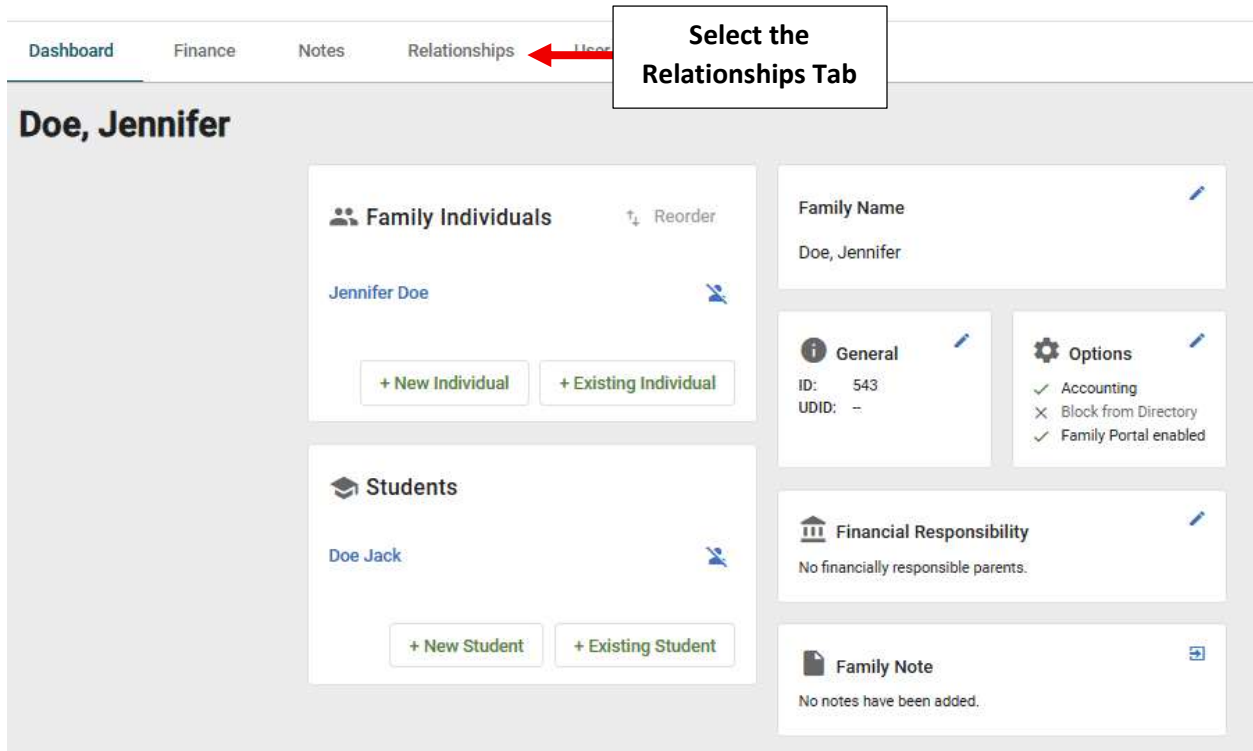 Dashboard Finance Notes Relationships User
Select the
Relationships Tab
Doe, Jennifer
Family Individuals Reorder
Jennifer Doe
+ New Individual + Existing Individual
Students
Doe Jack
+ New Student + Existing Student
Family Name
Doe, Jennifer
General
ID: 543
UDID: –
Options
Accounting
Block from Directory
Family Portal enabled
Financial Responsibility
No financially responsible parents.
Family Note
No notes have been added.